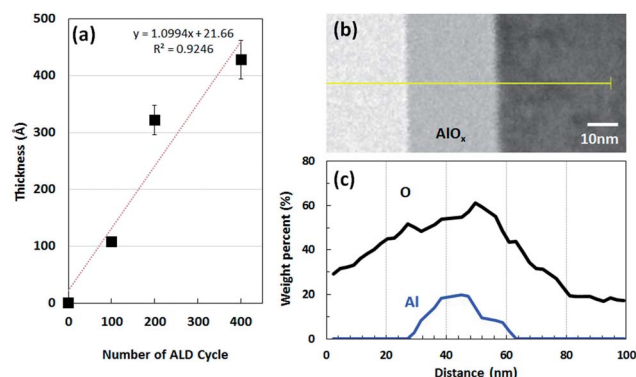 (a)
y = 1.0994x + 21.66
R² = 0.9246
500
400
300
200
100
0
Thickness (Å)
0 100 200 300 400
Number of ALD Cycle
(b)
AlOₓ
10nm
(c)
80
60
40
20
0
Weight percent (%)
O
Al
0 20 40 60 80 100
Distance (nm)